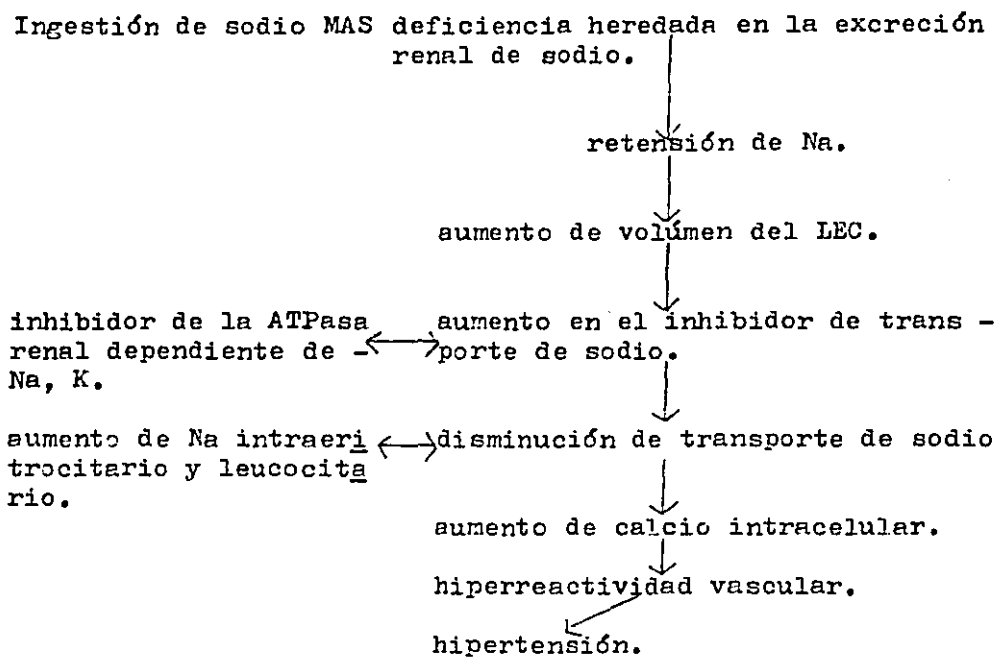 Ingestión de sodio MAS deficiencia heredada en la excreción
renal de sodio.
retensión de Na.
aumento de volúmen del LEC.
inhibidor de la ATPasa
renal dependiente de -
Na, K.
aumento en el inhibidor de trans -
porte de sodio.
aumento de Na intraeri
trocitario y leucocita
rio.
disminución de transporte de sodio
aumento de calcio intracelular.
hiperreactividad vascular.
hipertensión.